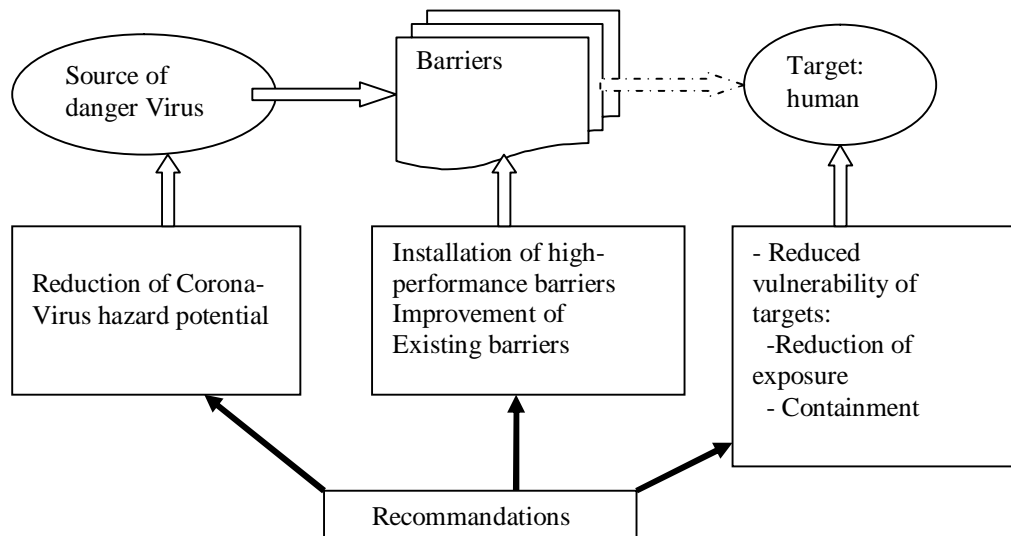 Source of
danger Virus
Barriers
Target:
human
Reduction of Corona-
Virus hazard potential
Installation of high-
performance barriers
Improvement of
Existing barriers
- Reduced
vulnerability of
targets:
-Reduction of
exposure
- Containment
Recommandations